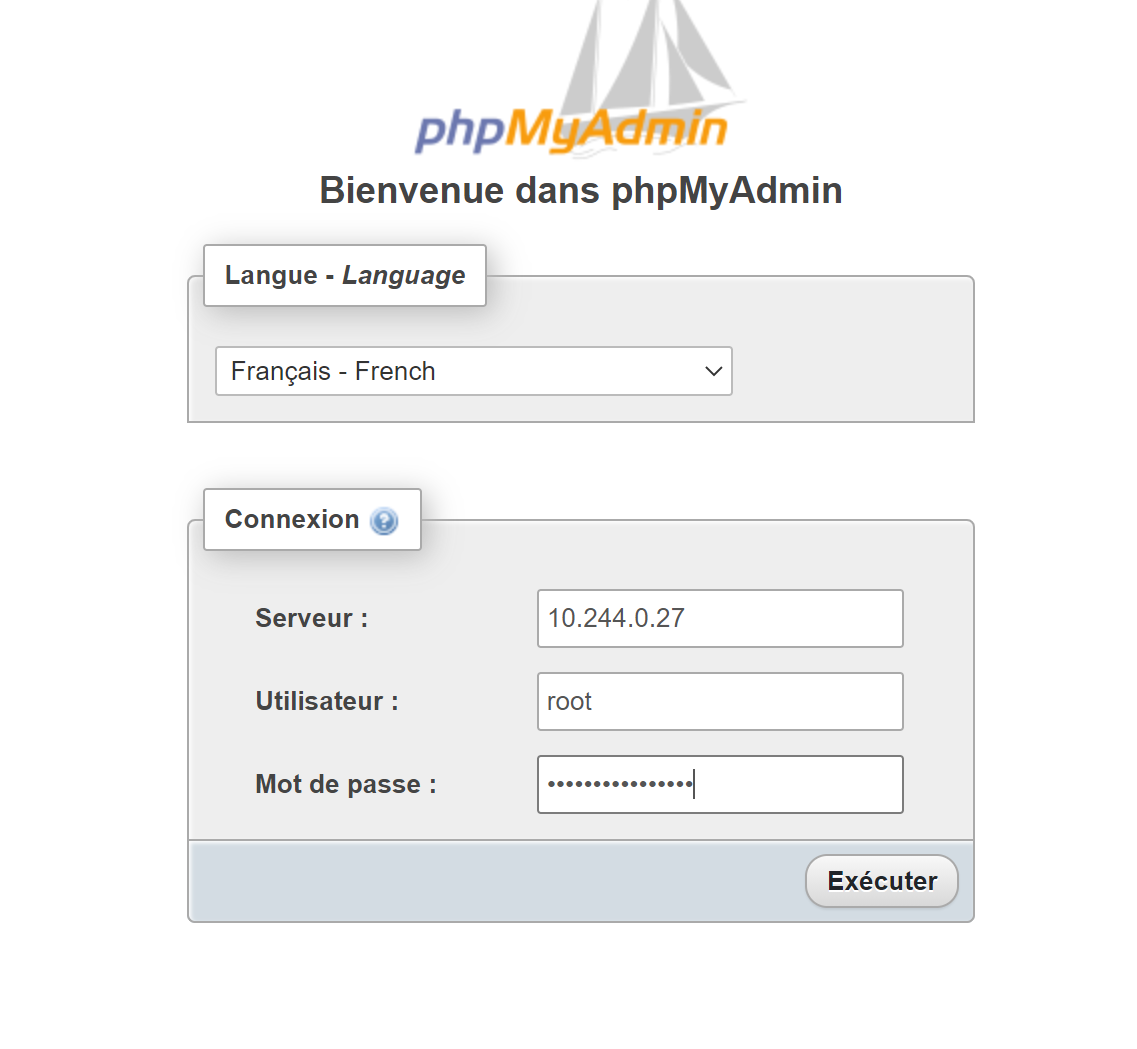 phpMyAdmin
Bienvenue dans phpMyAdmin
Langue - Language
Français - French
Connexion
Serveur : 10.244.0.27
Utilisateur : root
Mot de passe : ••••••••••••••••
Exécuter